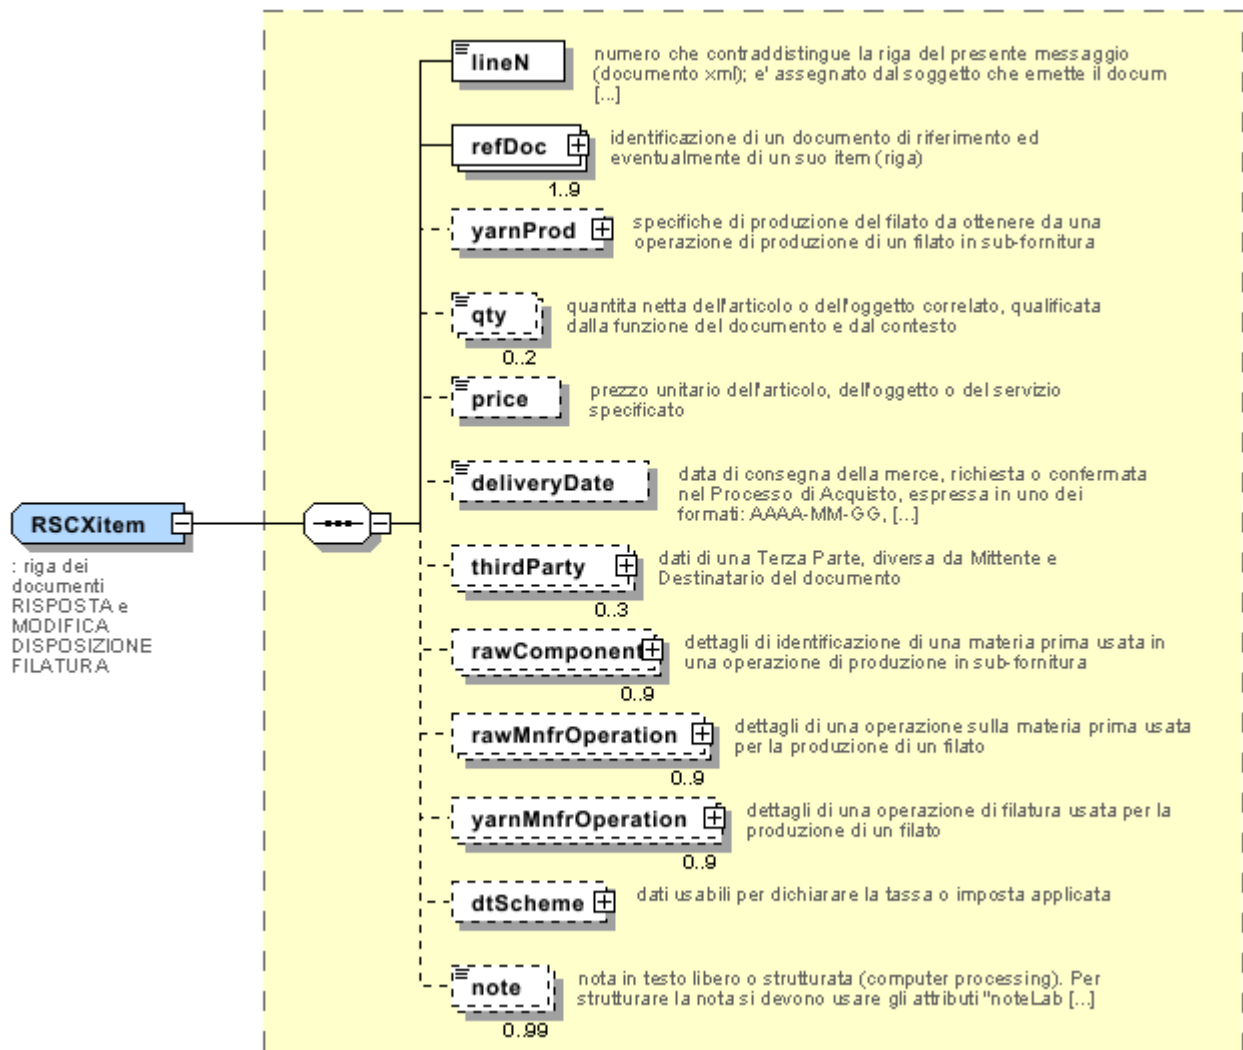 lineN
numero che contraddistingue la riga del presente messaggio
(documento xml); e' assegnato dal soggetto che emette il docum
[...]
refDoc
1..9
identificazione di un documento di riferimento ed
eventualmente di un suo item (riga)
yarnProd
specifiche di produzione del filato da ottenere da una
operazione di produzione di un filato in sub-fornitura
qty
0..2
quantita netta dell'articolo o dell'oggetto correlato, qualificata
dalla funzione del documento e dal contesto
price
prezzo unitario dell'articolo, dell'oggetto o del servizio
specificato
deliveryDate
data di consegna della merce, richiesta o confermata
nel Processo di Acquisto, espressa in uno dei
formati: AAAA-MM-GG, [...]
RSCXitem
: riga dei
documenti
RISPOSTA e
MODIFICA
DISPOSIZIONE
FILATURA
thirdParty
0..3
dati di una Terza Parte, diversa da Mittente e
Destinatario del documento
rawComponent
0..9
dettagli di identificazione di una materia prima usata in
una operazione di produzione in sub-fornitura
rawMnfrOperation
0..9
dettagli di una operazione sulla materia prima usata
per la produzione di un filato
yarnMnfrOperation
0..9
dettagli di una operazione di filatura usata per la
produzione di un filato
dtScheme
dati usabili per dichiarare la tassa o imposta applicata
note
0..99
nota in testo libero o strutturata (computer processing). Per
strutturare la nota si devono usare gli attributi "noteLab [...]